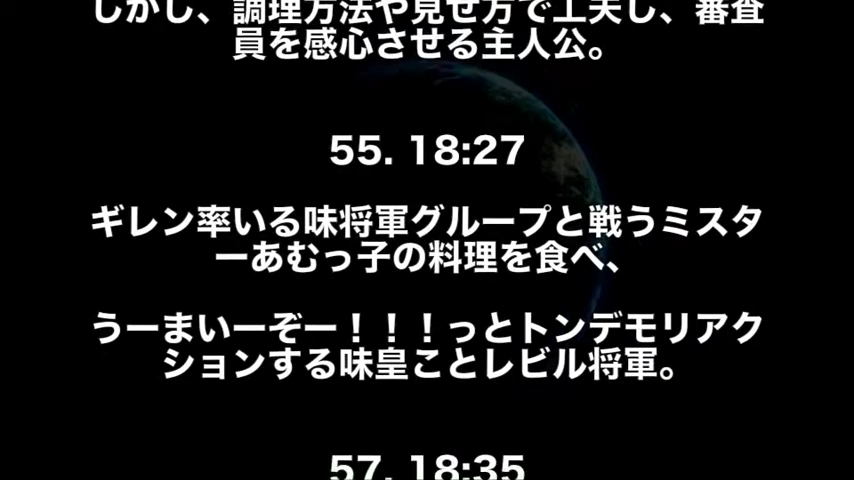 しかし、調理方法や見せ方で工夫し、審査
員を感心させる主人公。
55. 18:27
ギレン率いる味将軍グループと戦うミスタ
ーあむっ子の料理を食べ、
うーまいーぞー！！！っとトンデモリアク
ションする味皇ことレビル将軍。
57. 18:35